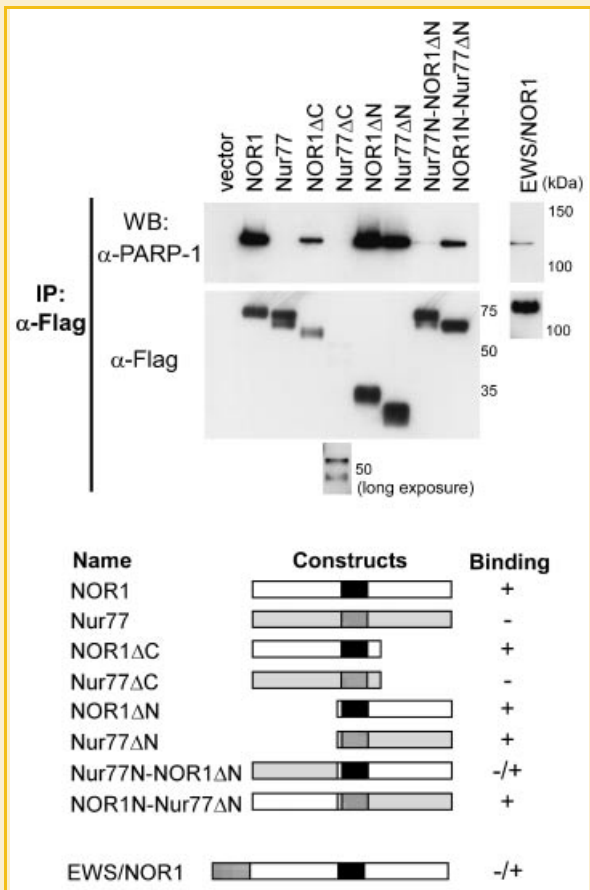 vector
NOR1
Nur77
NOR1ΔC
Nur77ΔC
NOR1ΔN
Nur77ΔN
Nur77N-NOR1ΔN
NOR1N-Nur77ΔN
EWS/NOR1
(kDa)
WB:
α-PARP-1
150
100
IP:
α-Flag
α-Flag
75
50
35
100
50
(long exposure)
Name Constructs Binding
NOR1 +
Nur77 -
NOR1ΔC +
Nur77ΔC -
NOR1ΔN +
Nur77ΔN +
Nur77N-NOR1ΔN -/+
NOR1N-Nur77ΔN +
EWS/NOR1 -/+